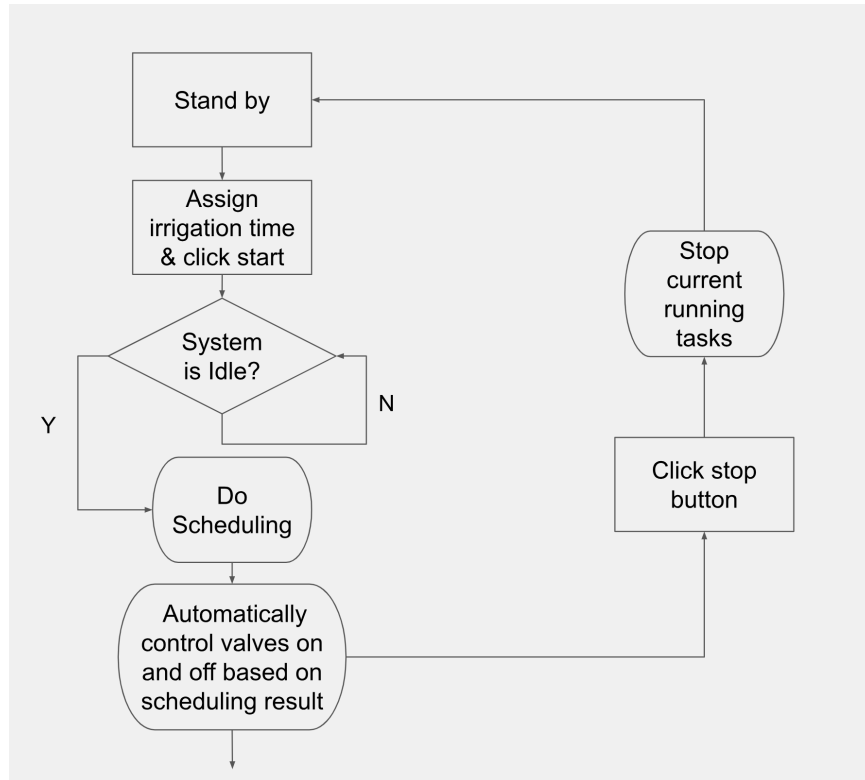 Stand by
Assign
irrigation time
& click start
System
is Idle?
N
Y
Do
Scheduling
Automatically
control valves on
and off based on
scheduling result
Stop
current
running
tasks
Click stop
button